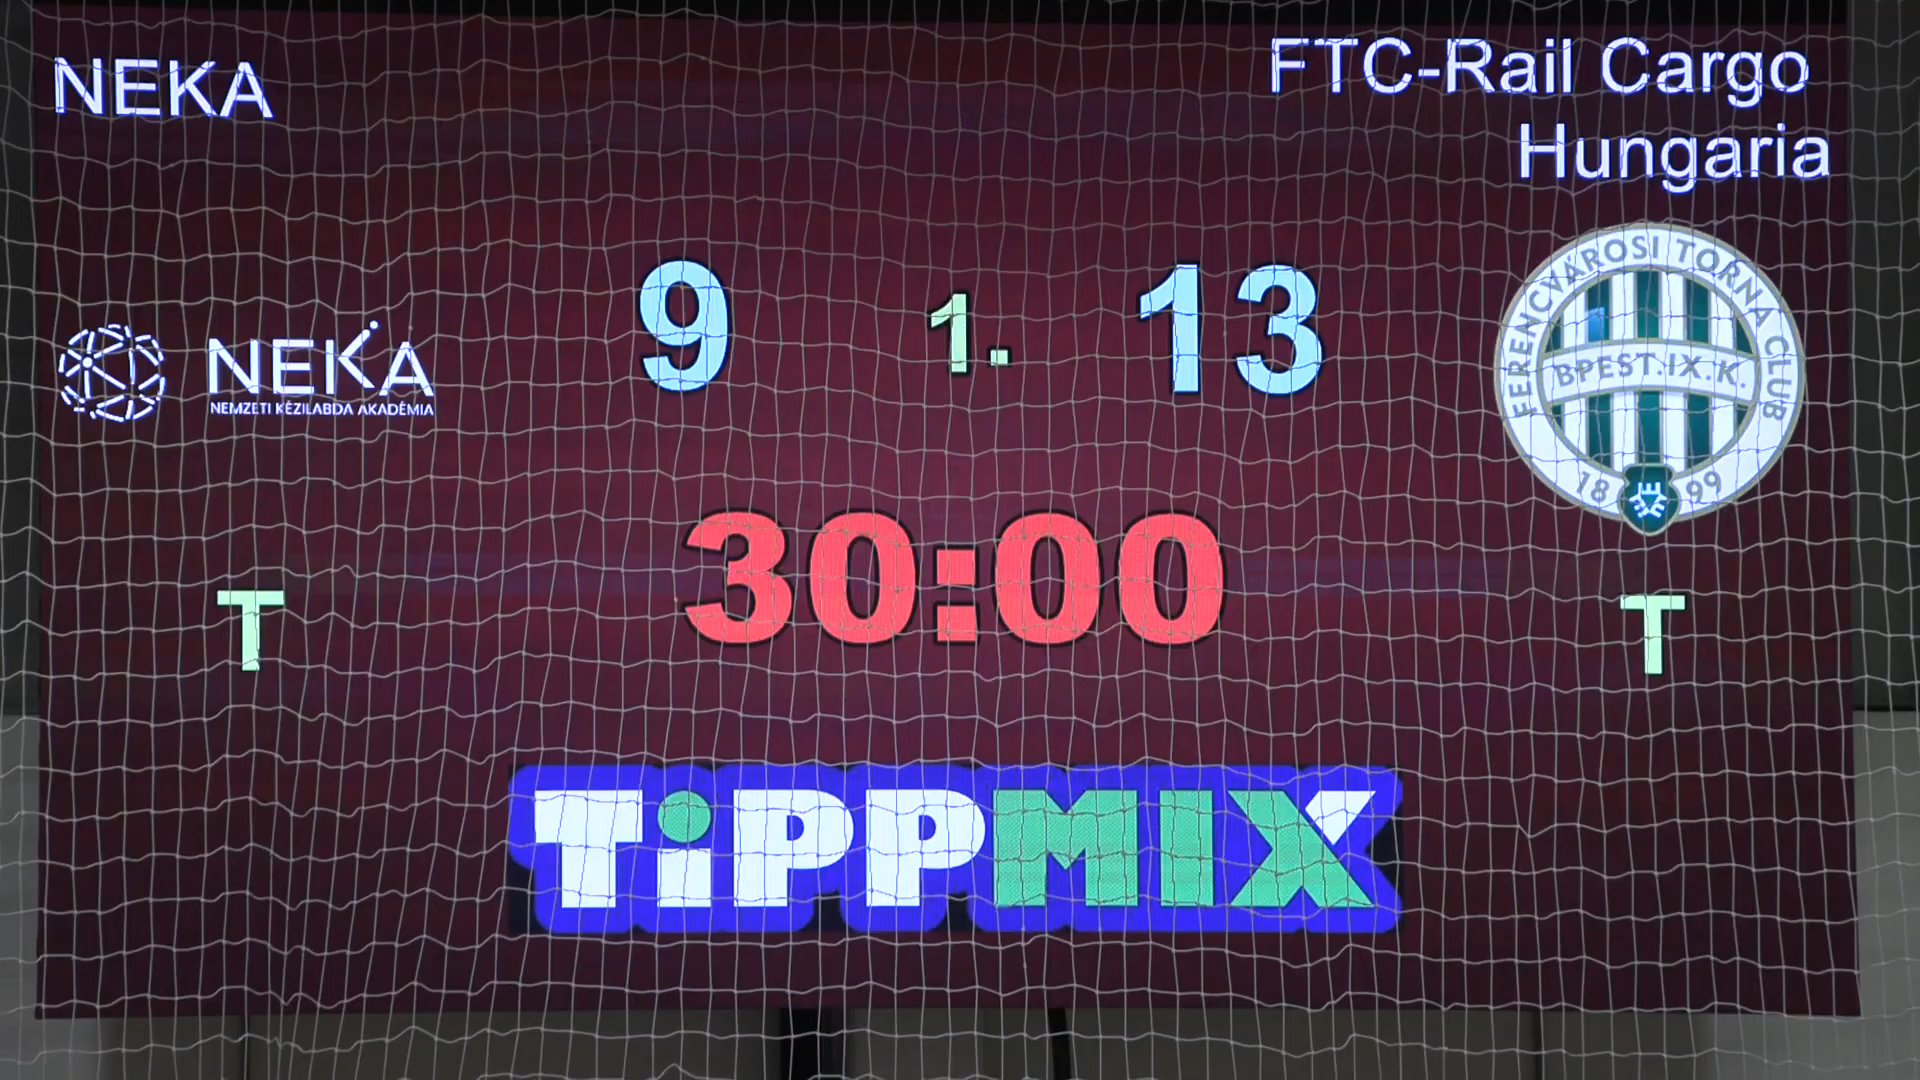 NEKA
FTC-Rail Cargo
Hungaria
9 1. 13
NEKA
NEMZETI KÉZILABDA AKADÉMIA
FERENCVÁROSI TORNA CLUB
BPEST.IX.K.
18 99
30:00
T T
TiPPMIX